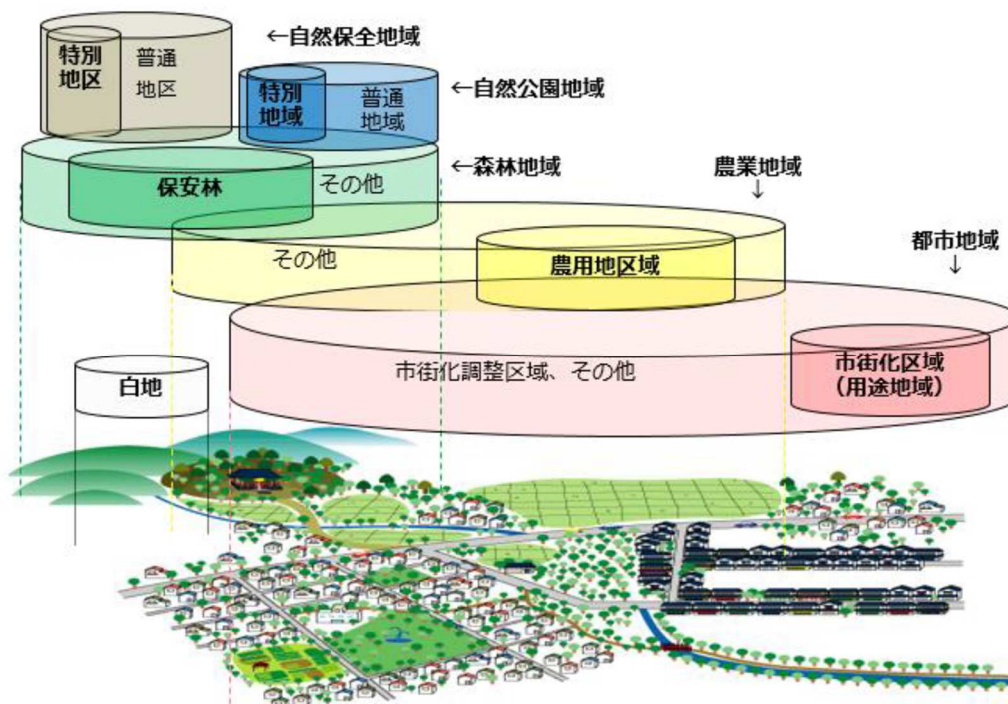 特別
地区
普通
地区
←自然保全地域
特別
地域
普通
地域
←自然公園地域
保安林
その他
←森林地域
農業地域
↓
その他
農用地区域
都市地域
↓
市街化調整区域、その他
市街化区域
（用途地域）
白地